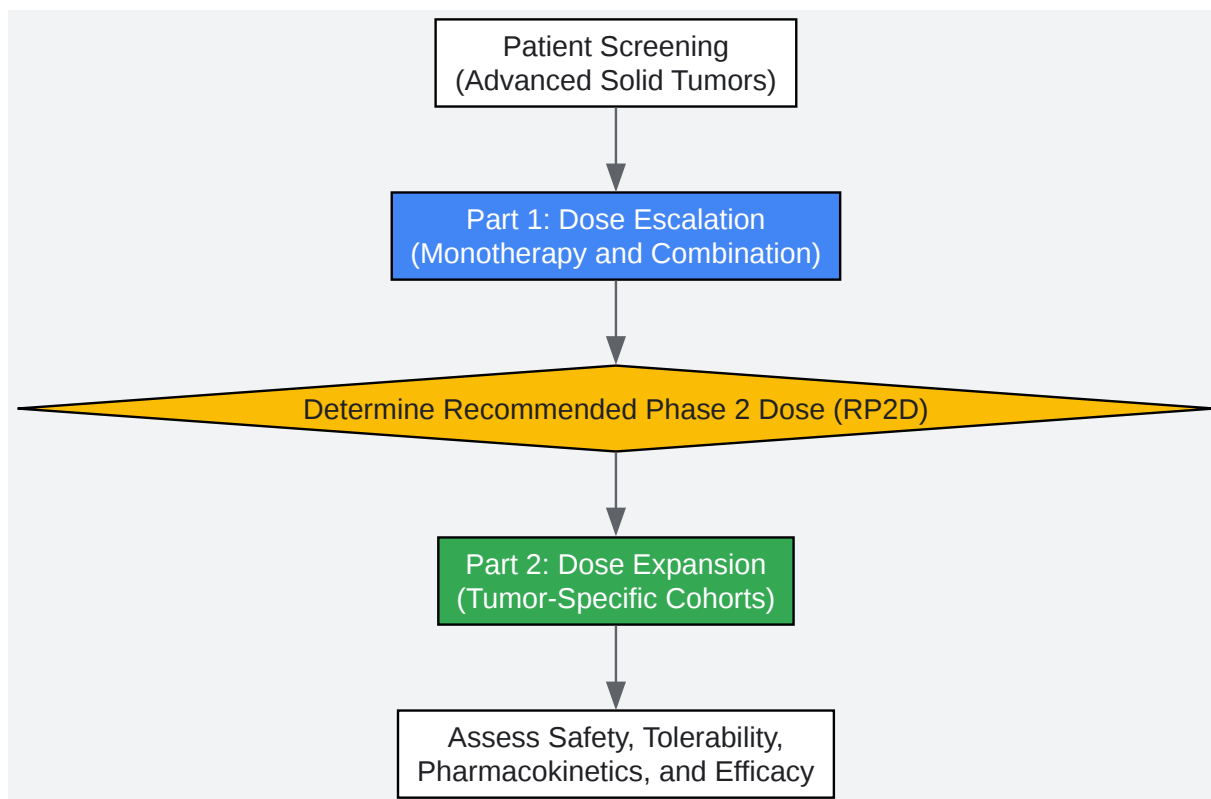 Patient Screening
(Advanced Solid Tumors)
Part 1: Dose Escalation
(Monotherapy and Combination)
Determine Recommended Phase 2 Dose (RP2D)
Part 2: Dose Expansion
(Tumor-Specific Cohorts)
Assess Safety, Tolerability,
Pharmacokinetics, and Efficacy